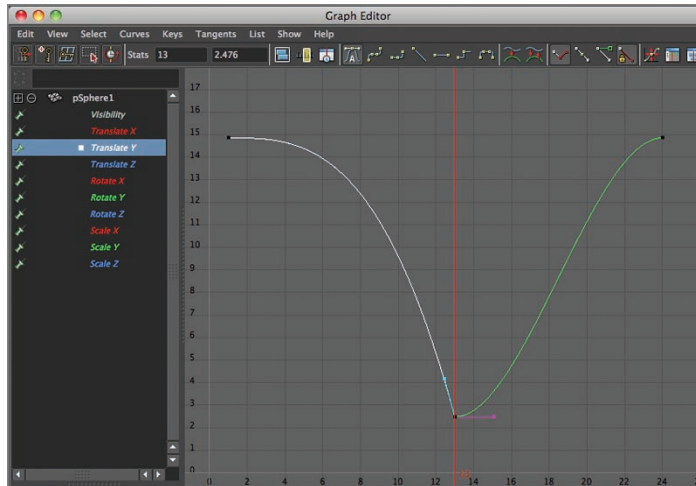 Graph Editor
Edit View Select Curves Keys Tangents List Show Help
Stats 13 2.476
pSphere1
Visibility
Translate X
Translate Y
Translate Z
Rotate X
Rotate Y
Rotate Z
Scale X
Scale Y
Scale Z
17
16
15
14
13
12
11
10
9
8
7
6
5
4
3
2
1
0
0 2 4 6 8 10 12 14 16 18 20 22 24